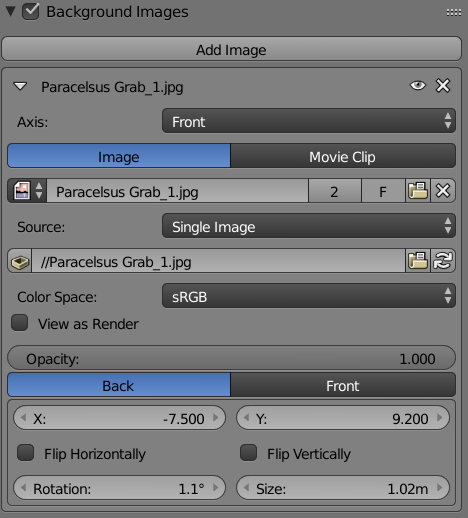 Background Images
Add Image
Paracelsus Grab_1.jpg
Axis: Front
Image Movie Clip
Paracelsus Grab_1.jpg 2 F
Source: Single Image
//Paracelsus Grab_1.jpg
Color Space: sRGB
View as Render
Opacity: 1.000
Back Front
X: -7.500 Y: 9.200
Flip Horizontally Flip Vertically
Rotation: 1.1° Size: 1.02m